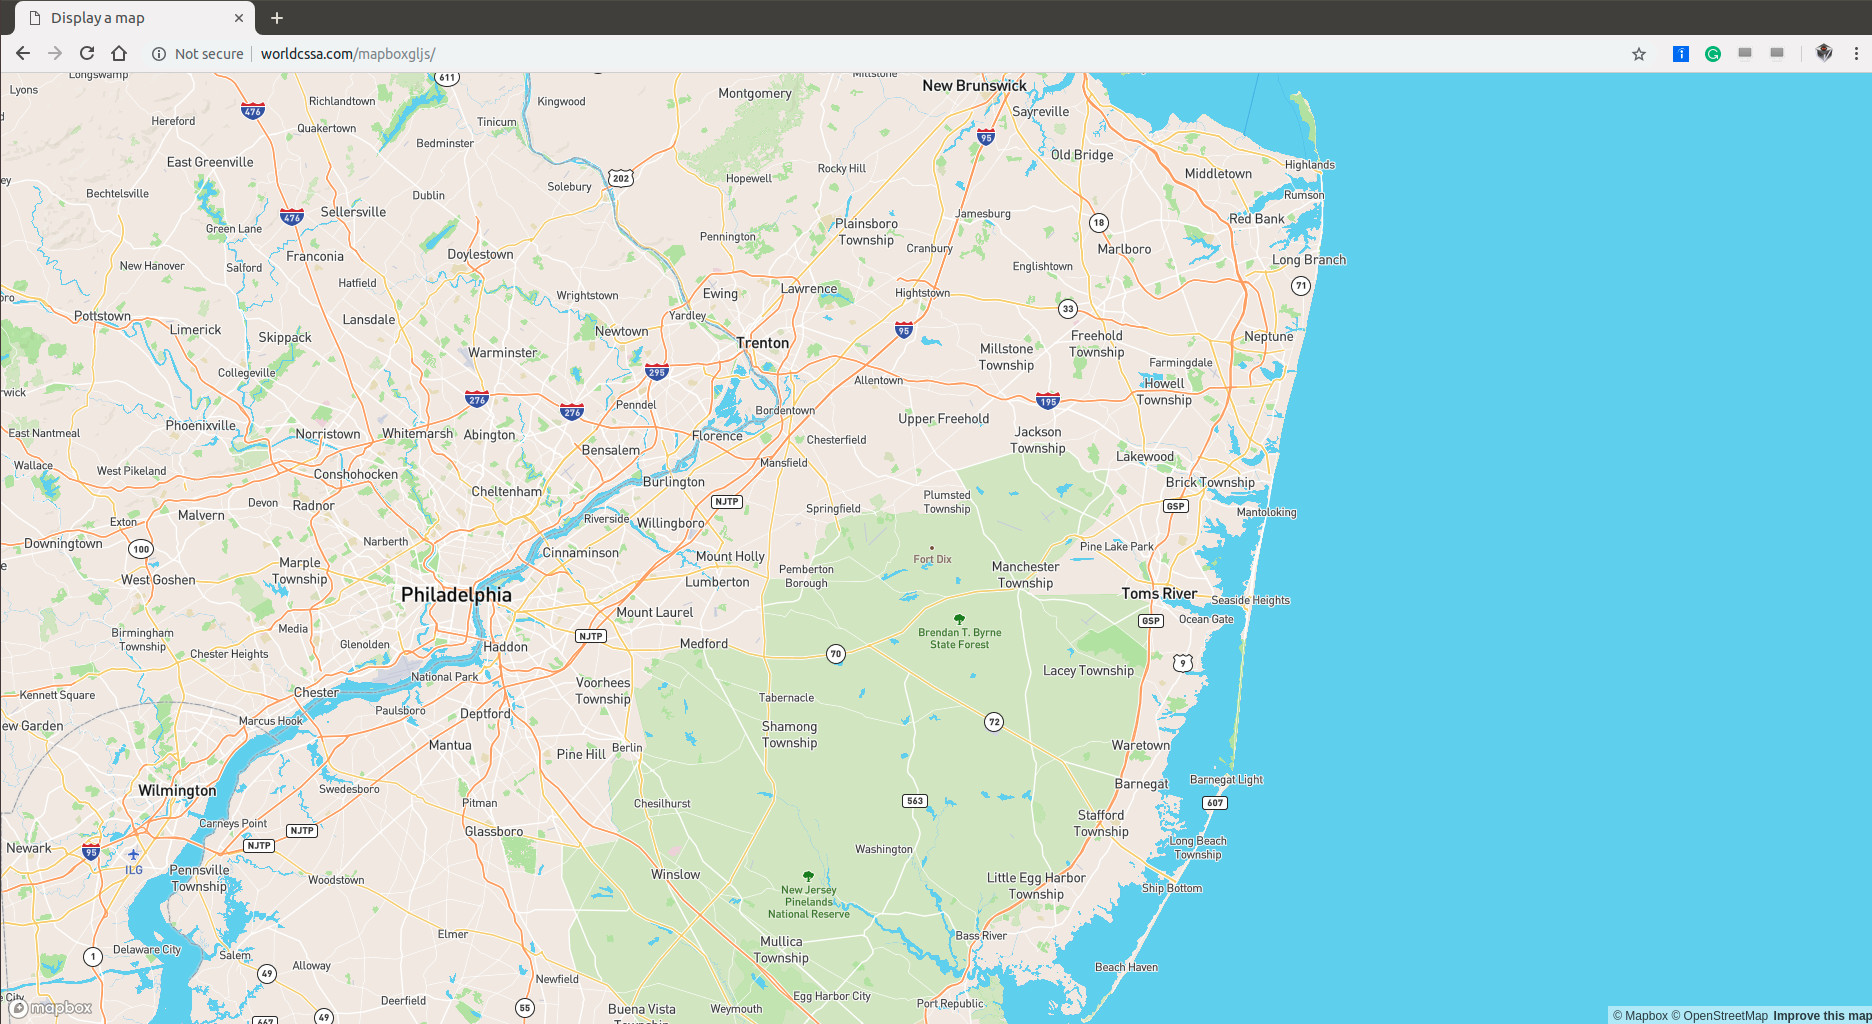 Display a map
Not secure
worldcssa.com/mapboxgljs/
Longswamp
611
Millstone
Lyons
476
Richlandtown
Kingwood
Montgomery
New Brunswick
Sayreville
Hereford
Quakertown
Tinicum
95
Bedminster
East Greenville
Old Bridge
Highlands
Rocky Hill
Middletown
202
Hopewell
Solebury
Bechtelsville
Dublin
Rumson
476
Sellersville
Jamesburg
18
Red Bank
Green Lane
Plainsboro
Township
Pennington
Cranbury
Marlboro
Franconia
Doylestown
Long Branch
New Hanover
Salford
Englishtown
Hatfield
Wrightstown
Ewing
Lawrence
Hightstown
71
33
Pottstown
Limerick
Lansdale
Yardley
Skippack
Newtown
Trenton
95
Freehold
Township
Neptune
Warminster
Millstone
Township
Farmingdale
Collegeville
295
Allentown
Howell
Township
276
276
Penndel
Bordentown
195
Upper Freehold
Phoenixville
East Nantmeal
Norristown
Whitemarsh
Abington
Florence
Chesterfield
Jackson
Township
Bensalem
Wallace
West Pikeland
Conshohocken
Mansfield
Lakewood
Burlington
Brick Township
Cheltenham
NJTP
Plumsted
Township
GSP
Devon
Radnor
Malvern
Exton
Riverside
Willingboro
Springfield
Mantoloking
Downingtown
100
Narberth
Cinnaminson
Mount Holly
Fort Dix
Pine Lake Park
Marple
Township
West Goshen
Lumberton
Pemberton
Borough
Manchester
Township
Philadelphia
Toms River
Seaside Heights
Mount Laurel
GSP
Ocean Gate
Birmingham
Township
Media
Glenolden
Haddon
NJTP
Medford
70
Brendan T. Byrne
State Forest
Chester Heights
9
Lacey Township
National Park
Kennett Square
Chester
Voorhees
Township
Tabernacle
Paulsboro
Deptford
Marcus Hook
72
Shamong
Township
Mantua
Pine Hill
Berlin
Waretown
Wilmington
Swedesboro
Barnegat
Barnegat Light
Pitman
Chesilhurst
563
607
Carneys Point
NJTP
Glassboro
Stafford
Township
NJTP
Newark
95
ILG
Washington
Long Beach
Township
Pennsville
Township
Woodstown
Winslow
New Jersey
Pinelands
National Reserve
Little Egg Harbor
Township
Ship Bottom
Elmer
Bass River
Delaware City
1
Salem
Alloway
49
Mullica
Township
Beach Haven
Newfield
Deerfield
55
Buena Vista
Weymouth
Egg Harbor City
Port Republic
49
mapbox
© Mapbox © OpenStreetMap Improve this map